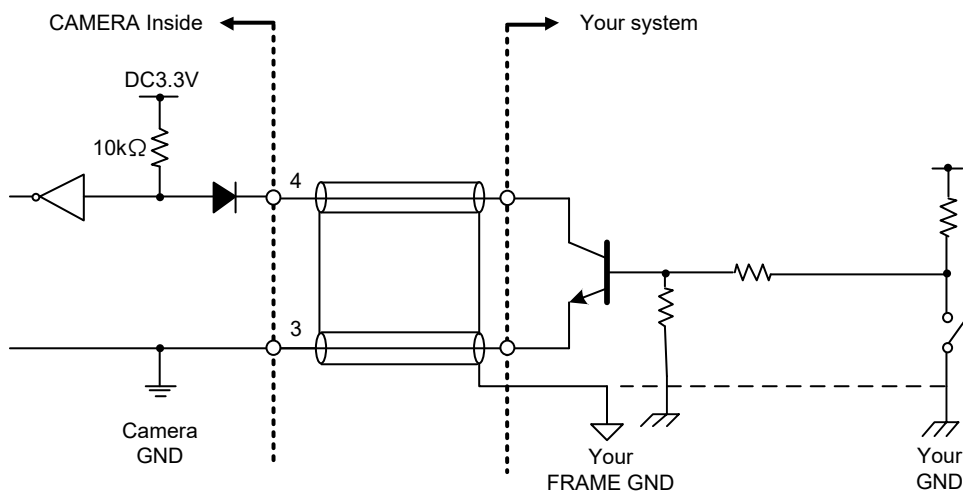 CAMERA Inside
Your system
DC3.3V
10kΩ
4
3
Camera
GND
Your
FRAME GND
Your
GND